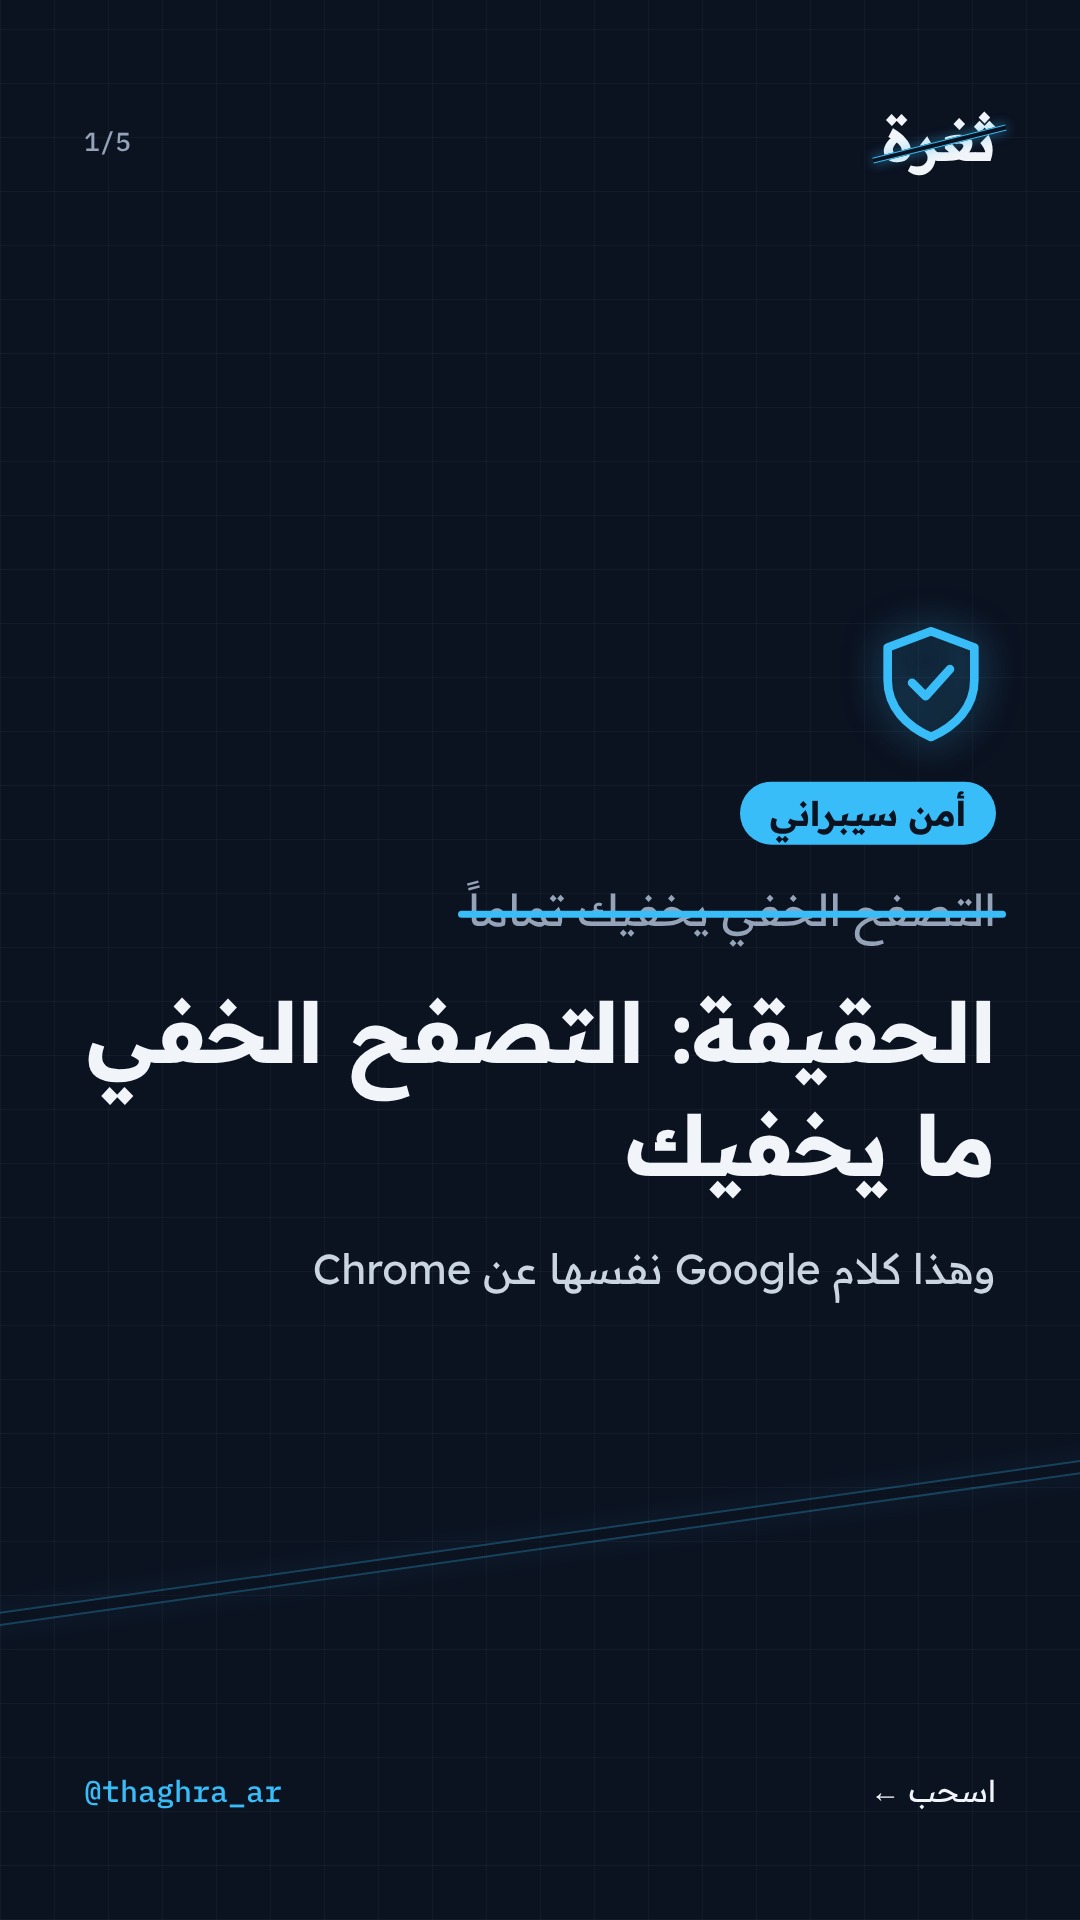 ثغرة
1/5
أمن سيبراني
التصفح الخفي يخفيك تماماً
الحقيقة: التصفح الخفي
ما يخفيك
وهذا كلام Google نفسها عن Chrome
اسحب ←
@thaghra_ar